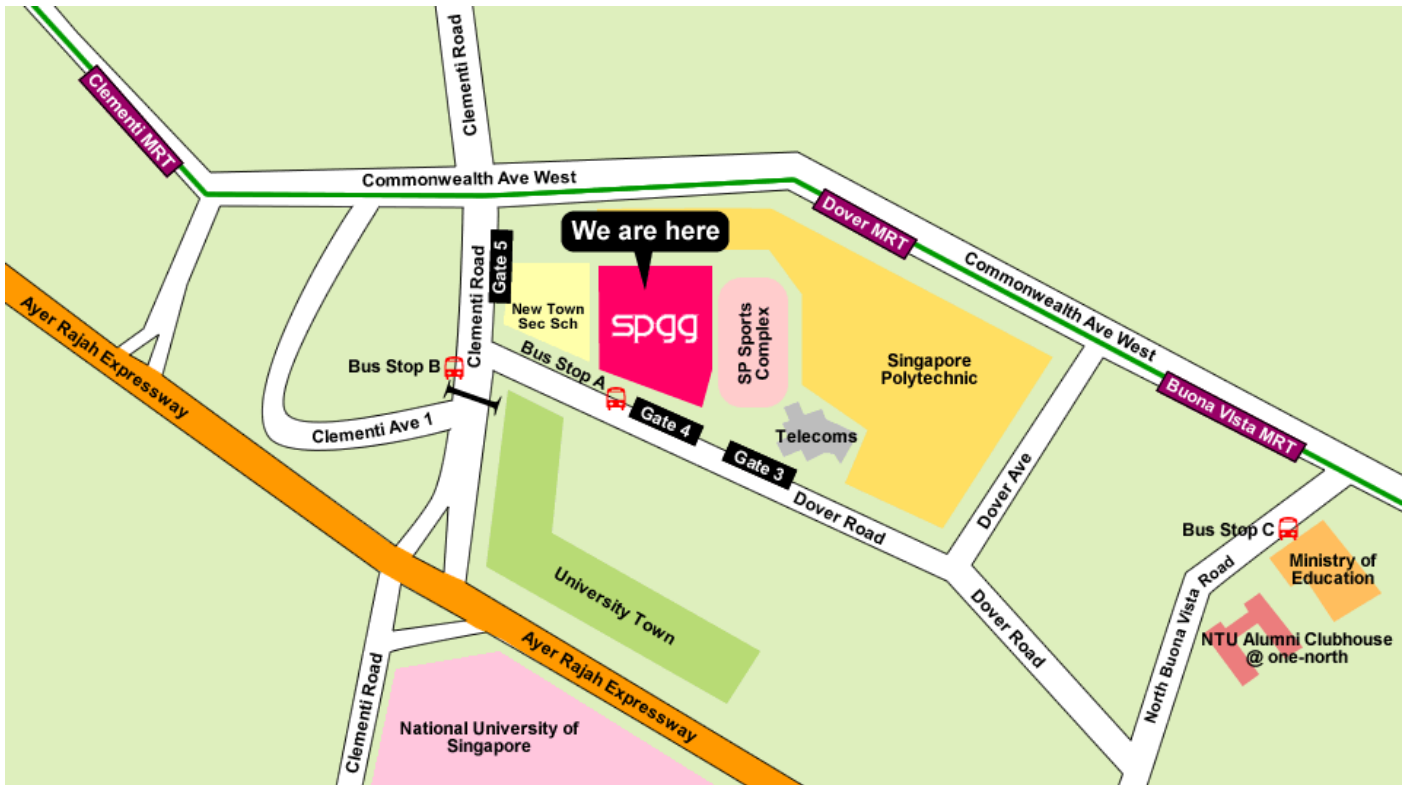 Clementi Road
Clementi MRT
Commonwealth Ave West
Dover MRT
We are here
Commonwealth Ave West
Gate 5
Clementi Road
New Town
Sec Sch
spgg
SP Sports
Complex
Singapore
Polytechnic
Ayer Rajah Expressway
Bus Stop B
Bus Stop A
Buona VIsta MRT
Clementi Ave 1
Gate 4
Telecoms
Gate 3
Dover Road
Dover Ave
Bus Stop C
Ministry of
Education
University Town
Dover Road
North Buona Vista Road
NTU Alumni Clubhouse
@ one-north
Ayer Rajah Expressway
Clementi Road
National University of
Singapore